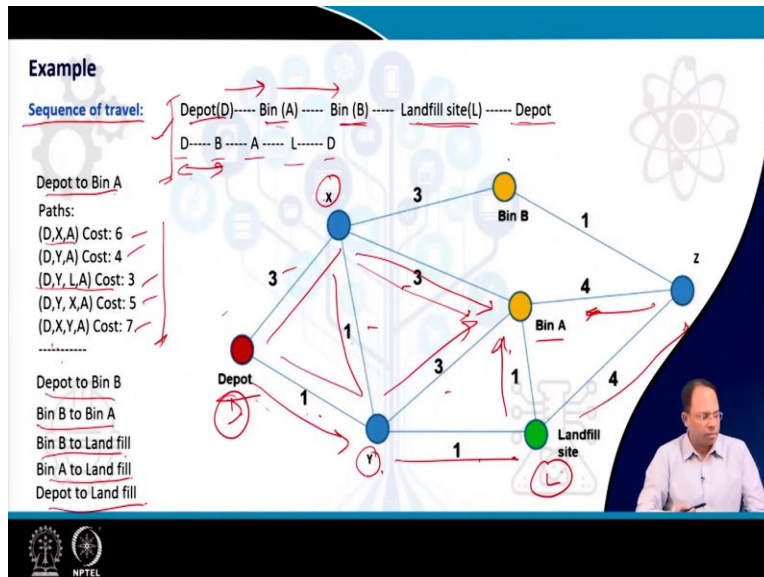 Example
Sequence of travel:
Depot(D)----- Bin (A) ----- Bin (B) ----- Landfill site(L) ------ Depot
D----- B ----- A ----- L------ D
Depot to Bin A
Paths:
(D,X,A) Cost: 6
(D,Y,A) Cost: 4
(D,Y, L,A) Cost: 3
(D,Y, X,A) Cost: 5
(D,X,Y,A) Cost: 7
-----------
Depot to Bin B
Bin B to Bin A
Bin B to Land fill
Bin A to Land fill
Depot to Land fill
X
3
Bin B
1
Z
3
3
4
1
Bin A
Depot
D
1
3
1
4
Y
1
Landfill
site
L
NPTEL